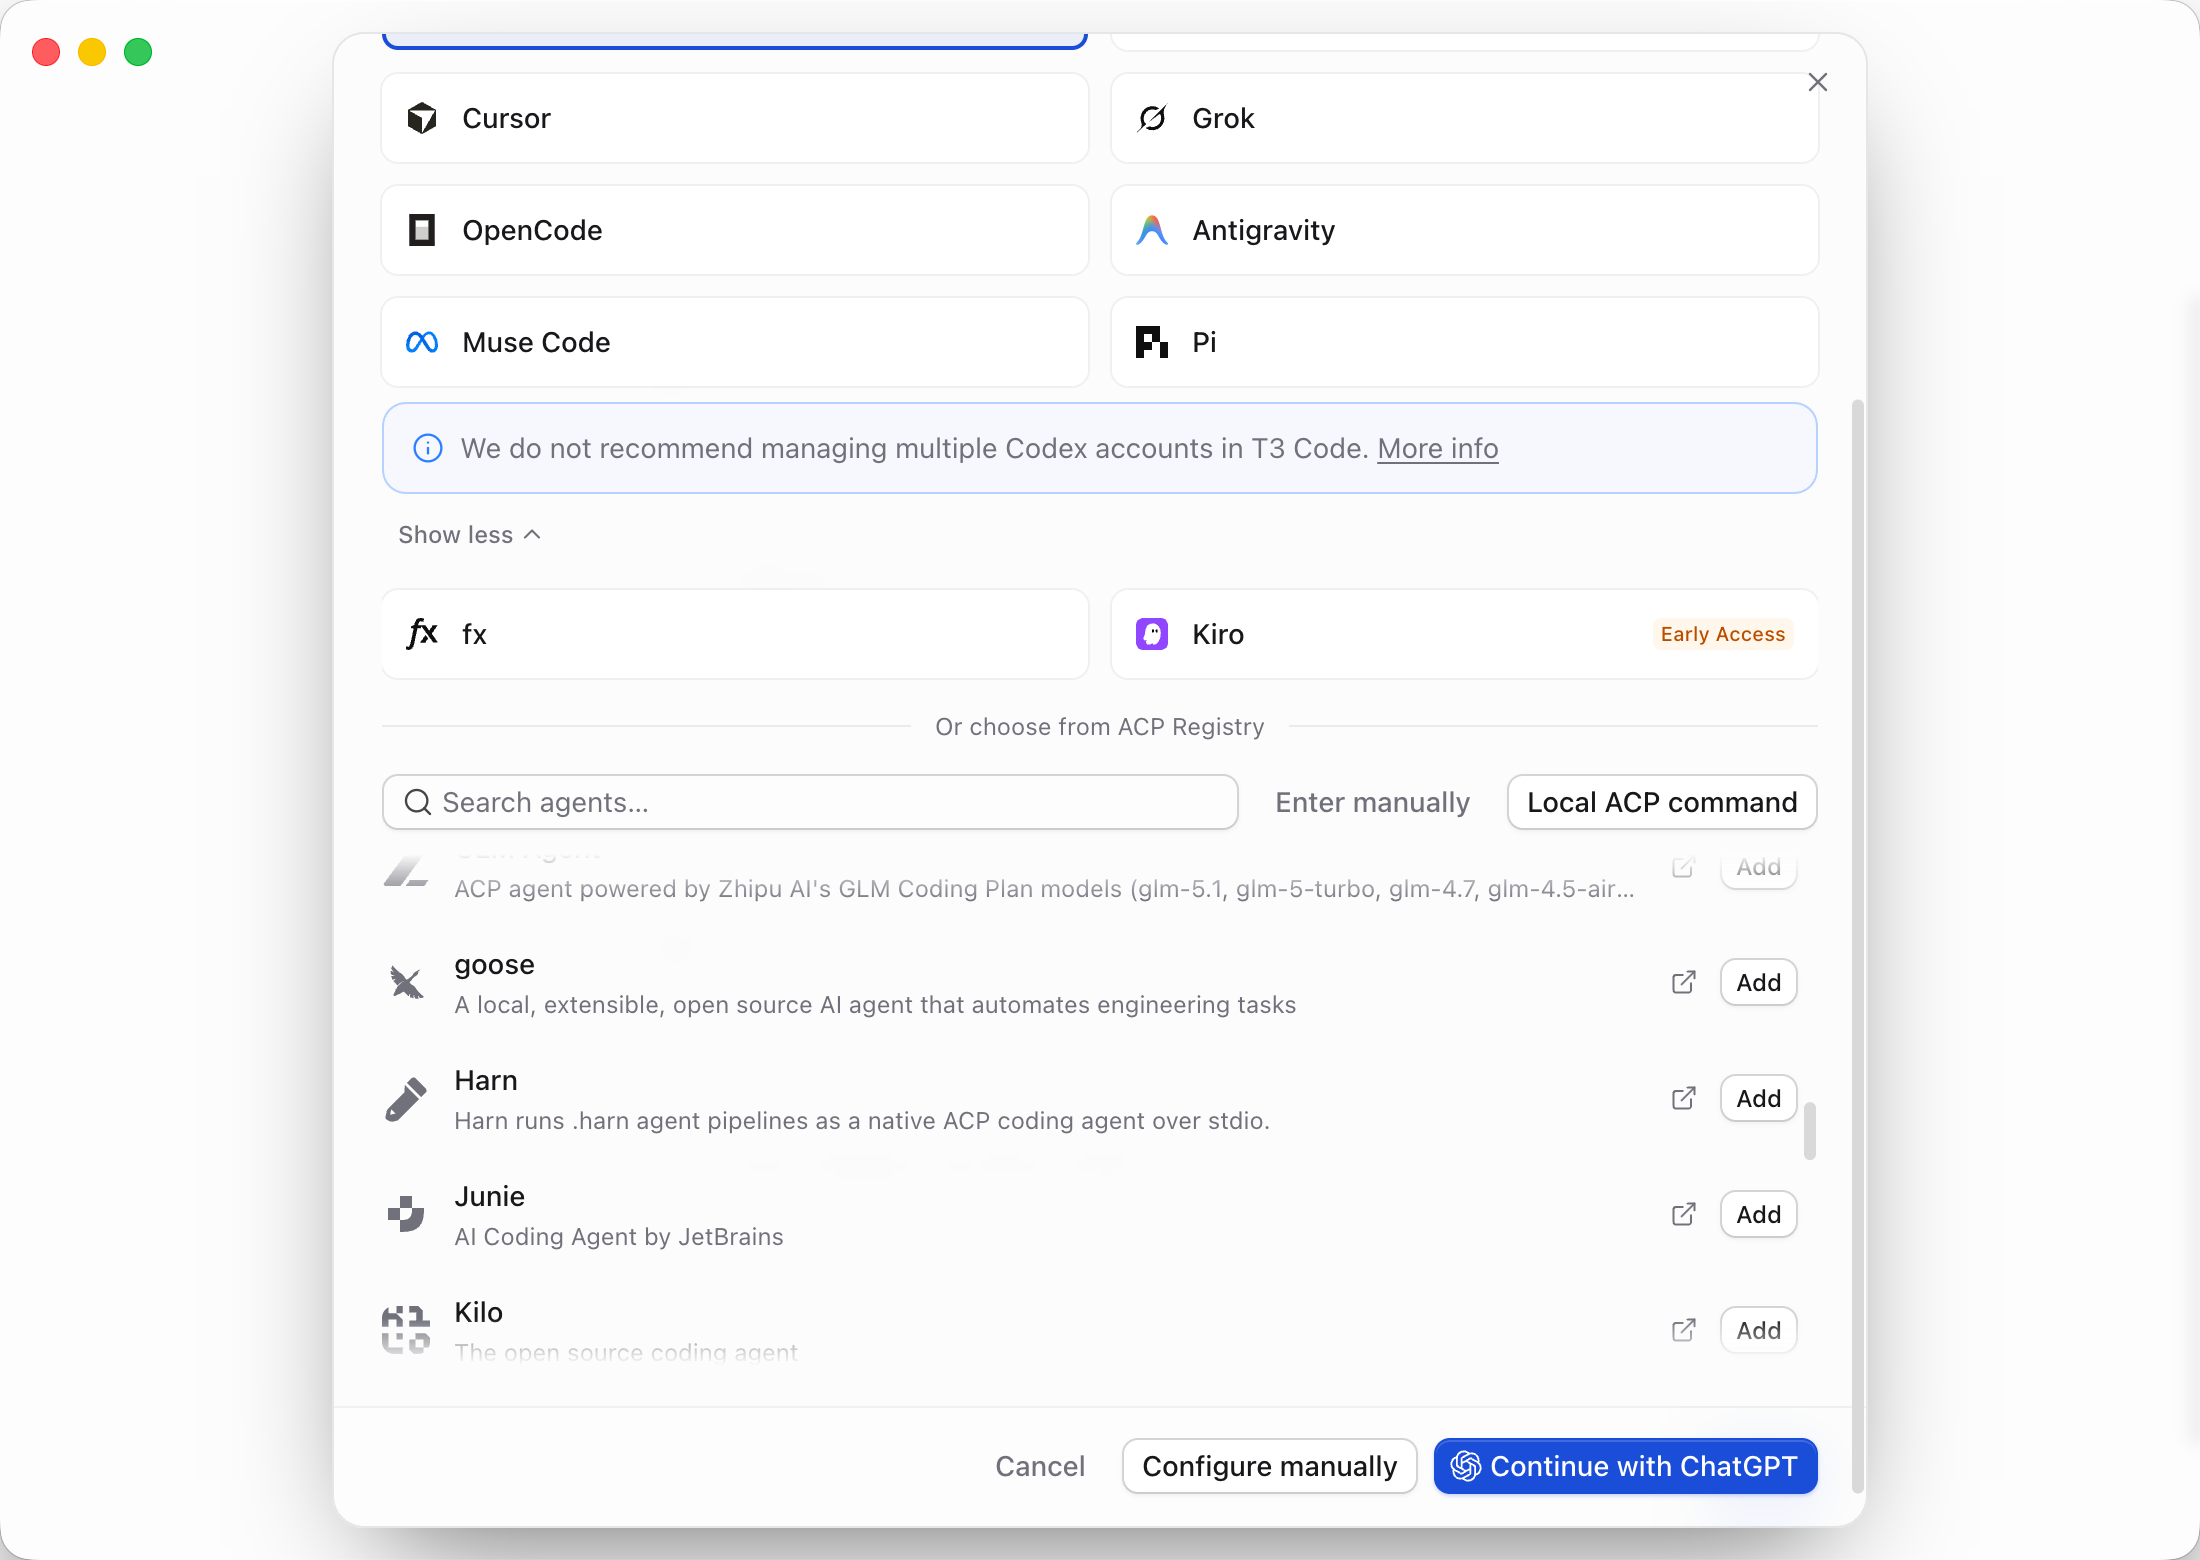 Cursor
Grok
OpenCode
Antigravity
Muse Code
Pi
We do not recommend managing multiple Codex accounts in T3 Code. More info
Show less
fx
Kiro
Early Access
Or choose from ACP Registry
Search agents...
Enter manually
Local ACP command
GLM Agent
Add
ACP agent powered by Zhipu AI's GLM Coding Plan models (glm-5.1, glm-5-turbo, glm-4.7, glm-4.5-air...
goose
A local, extensible, open source AI agent that automates engineering tasks
Add
Harn
Harn runs .harn agent pipelines as a native ACP coding agent over stdio.
Add
Junie
AI Coding Agent by JetBrains
Add
Kilo
The open source coding agent
Add
Cancel
Configure manually
Continue with ChatGPT